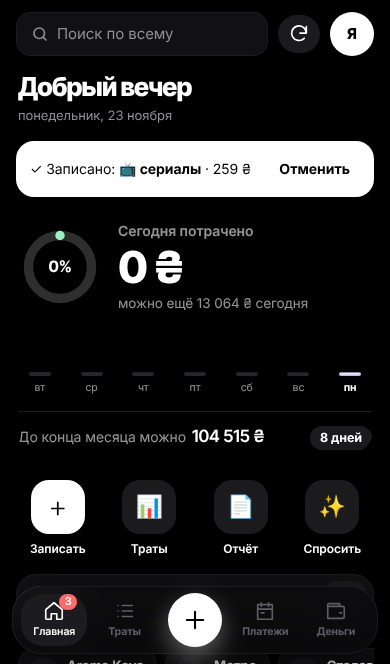 Поиск по всему
Я
Добрый вечер
понедельник, 23 ноября
✓ Записано: 📺 сериалы · 259 ₴ Отменить
Сегодня потрачено
0%
0 ₴
можно ещё 13 064 ₴ сегодня
вт ср чт пт сб вс пн
До конца месяца можно 104 515 ₴ 8 дней
Записать Траты Отчёт Спросить
3
Главная Траты Платежи Деньги